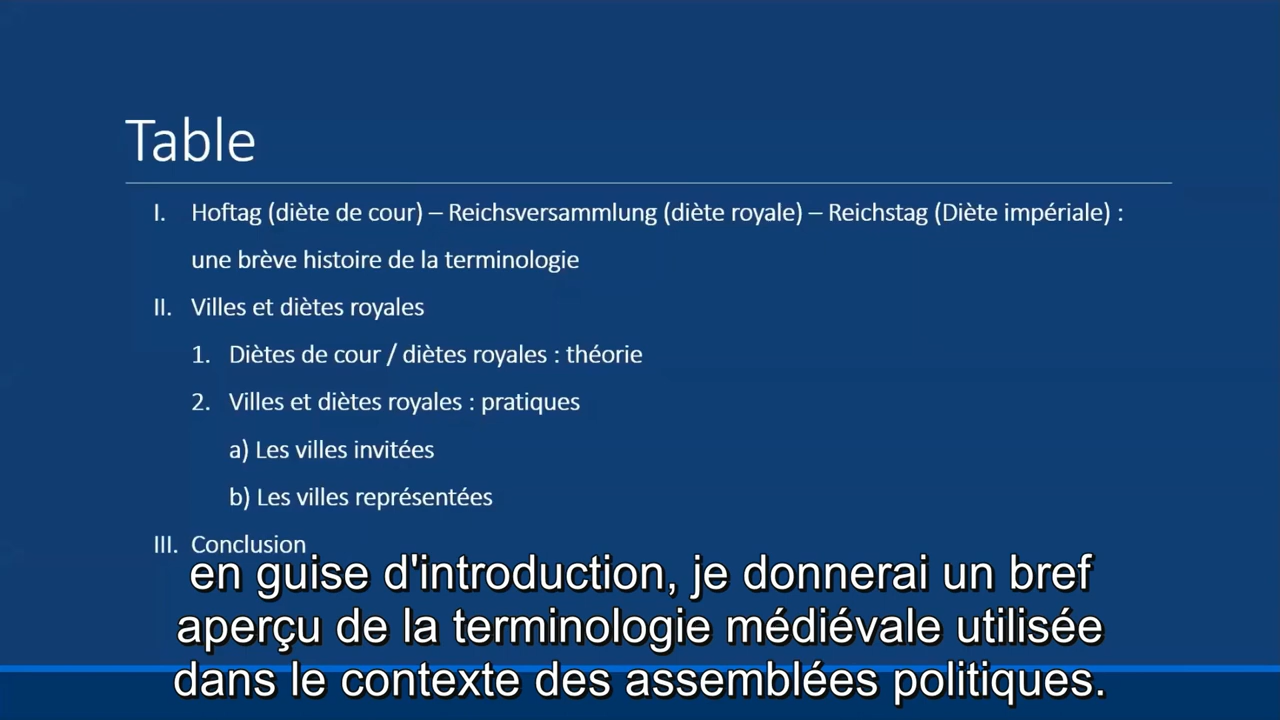 Table
I. Hoftag (diète de cour) – Reichsversammlung (diète royale) – Reichstag (Diète impériale) :
une brève histoire de la terminologie
II. Villes et diètes royales
1. Diètes de cour / diètes royales : théorie
2. Villes et diètes royales : pratiques
a) Les villes invitées
b) Les villes représentées
III. Conclusion
en guise d'introduction, je donnerai un bref
aperçu de la terminologie médiévale utilisée
dans le contexte des assemblées politiques.